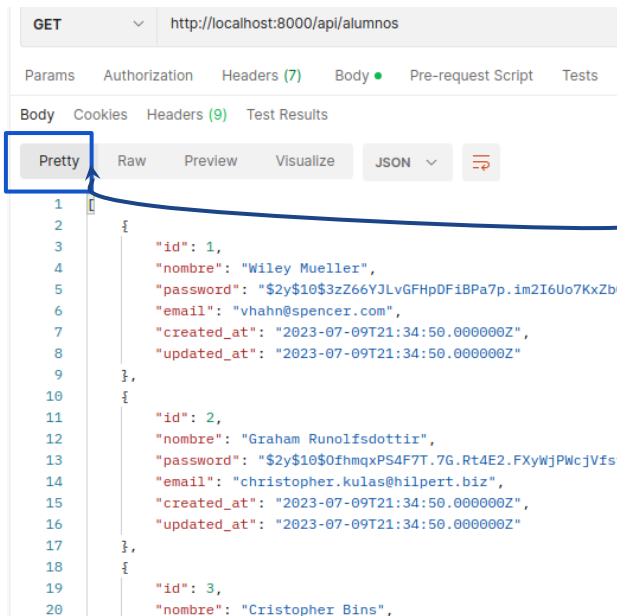 GET http://localhost:8000/api/alumnos
Params Authorization Headers (7) Body Pre-request Script Tests
Body Cookies Headers (9) Test Results
Pretty Raw Preview Visualize JSON
1 [
2 {
3 "id": 1,
4 "nombre": "Wiley Mueller",
5 "password": "$2y$10$3zZ66YJLvGFHpDFiBPa7p.im2I6Uo7KxZb
6 "email": "vhahn@spencer.com",
7 "created_at": "2023-07-09T21:34:50.000000Z",
8 "updated_at": "2023-07-09T21:34:50.000000Z"
9 },
10 {
11 "id": 2,
12 "nombre": "Graham Runolfsdottir",
13 "password": "$2y$10$OfhmqxPS4F7T.7G.Rt4E2.FXyWjPWcjVfs
14 "email": "christopher.kulas@hilpert.biz",
15 "created_at": "2023-07-09T21:34:50.000000Z",
16 "updated_at": "2023-07-09T21:34:50.000000Z"
17 },
18 {
19 "id": 3,
20 "nombre": "Cristopher Bins",